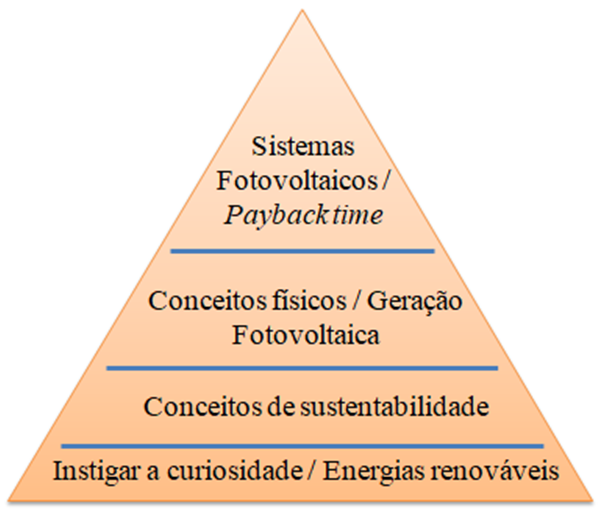 Sistemas
Fotovoltaicos /
Payback time
Conceitos físicos / Geração
Fotovoltaica
Conceitos de sustentabilidade
Instigar a curiosidade / Energias renováveis